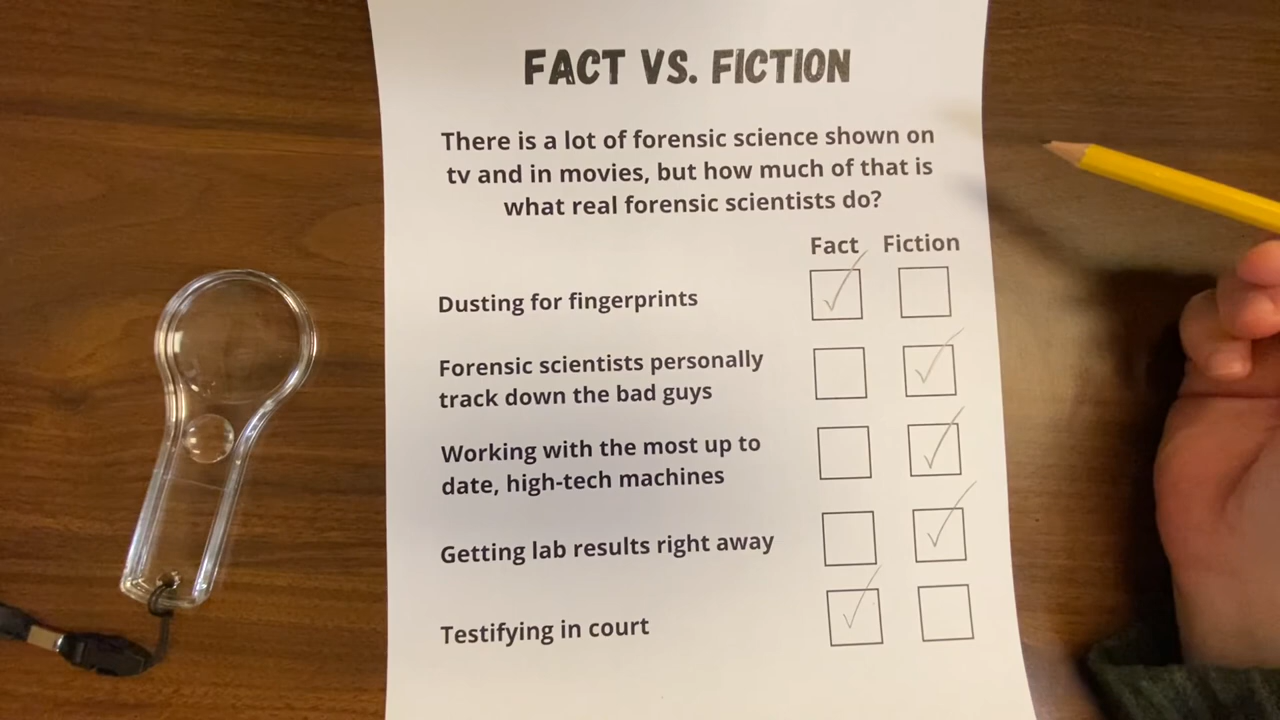 FACT VS. FICTION
There is a lot of forensic science shown on
tv and in movies, but how much of that is
what real forensic scientists do?
Fact Fiction
Dusting for fingerprints
Forensic scientists personally
track down the bad guys
Working with the most up to
date, high-tech machines
Getting lab results right away
Testifying in court